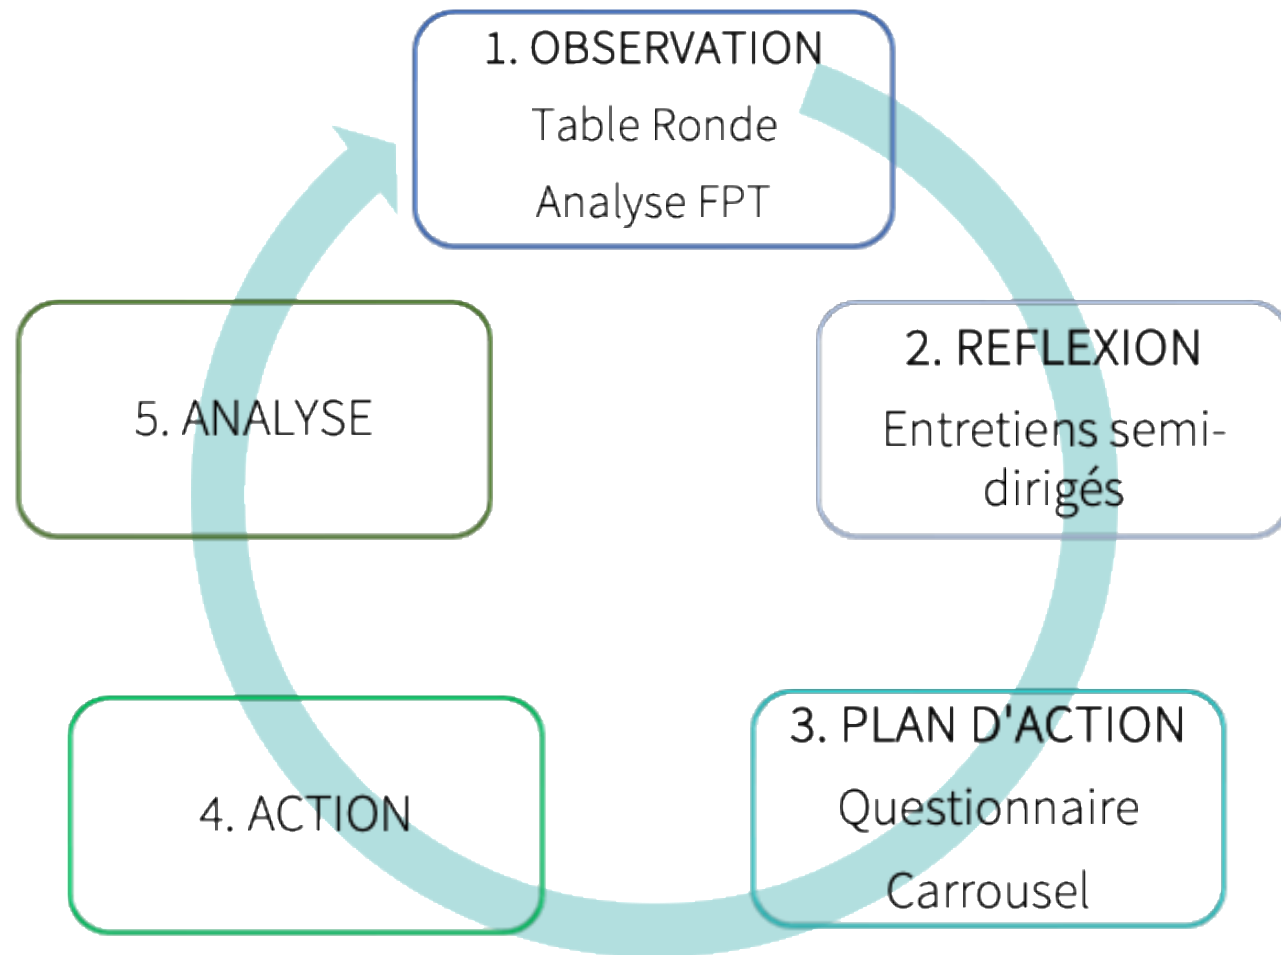 1. OBSERVATION
Table Ronde
Analyse FPT
2. REFLEXION
Entretiens semi-
dirigés
3. PLAN D'ACTION
Questionnaire
Carrousel
4. ACTION
5. ANALYSE